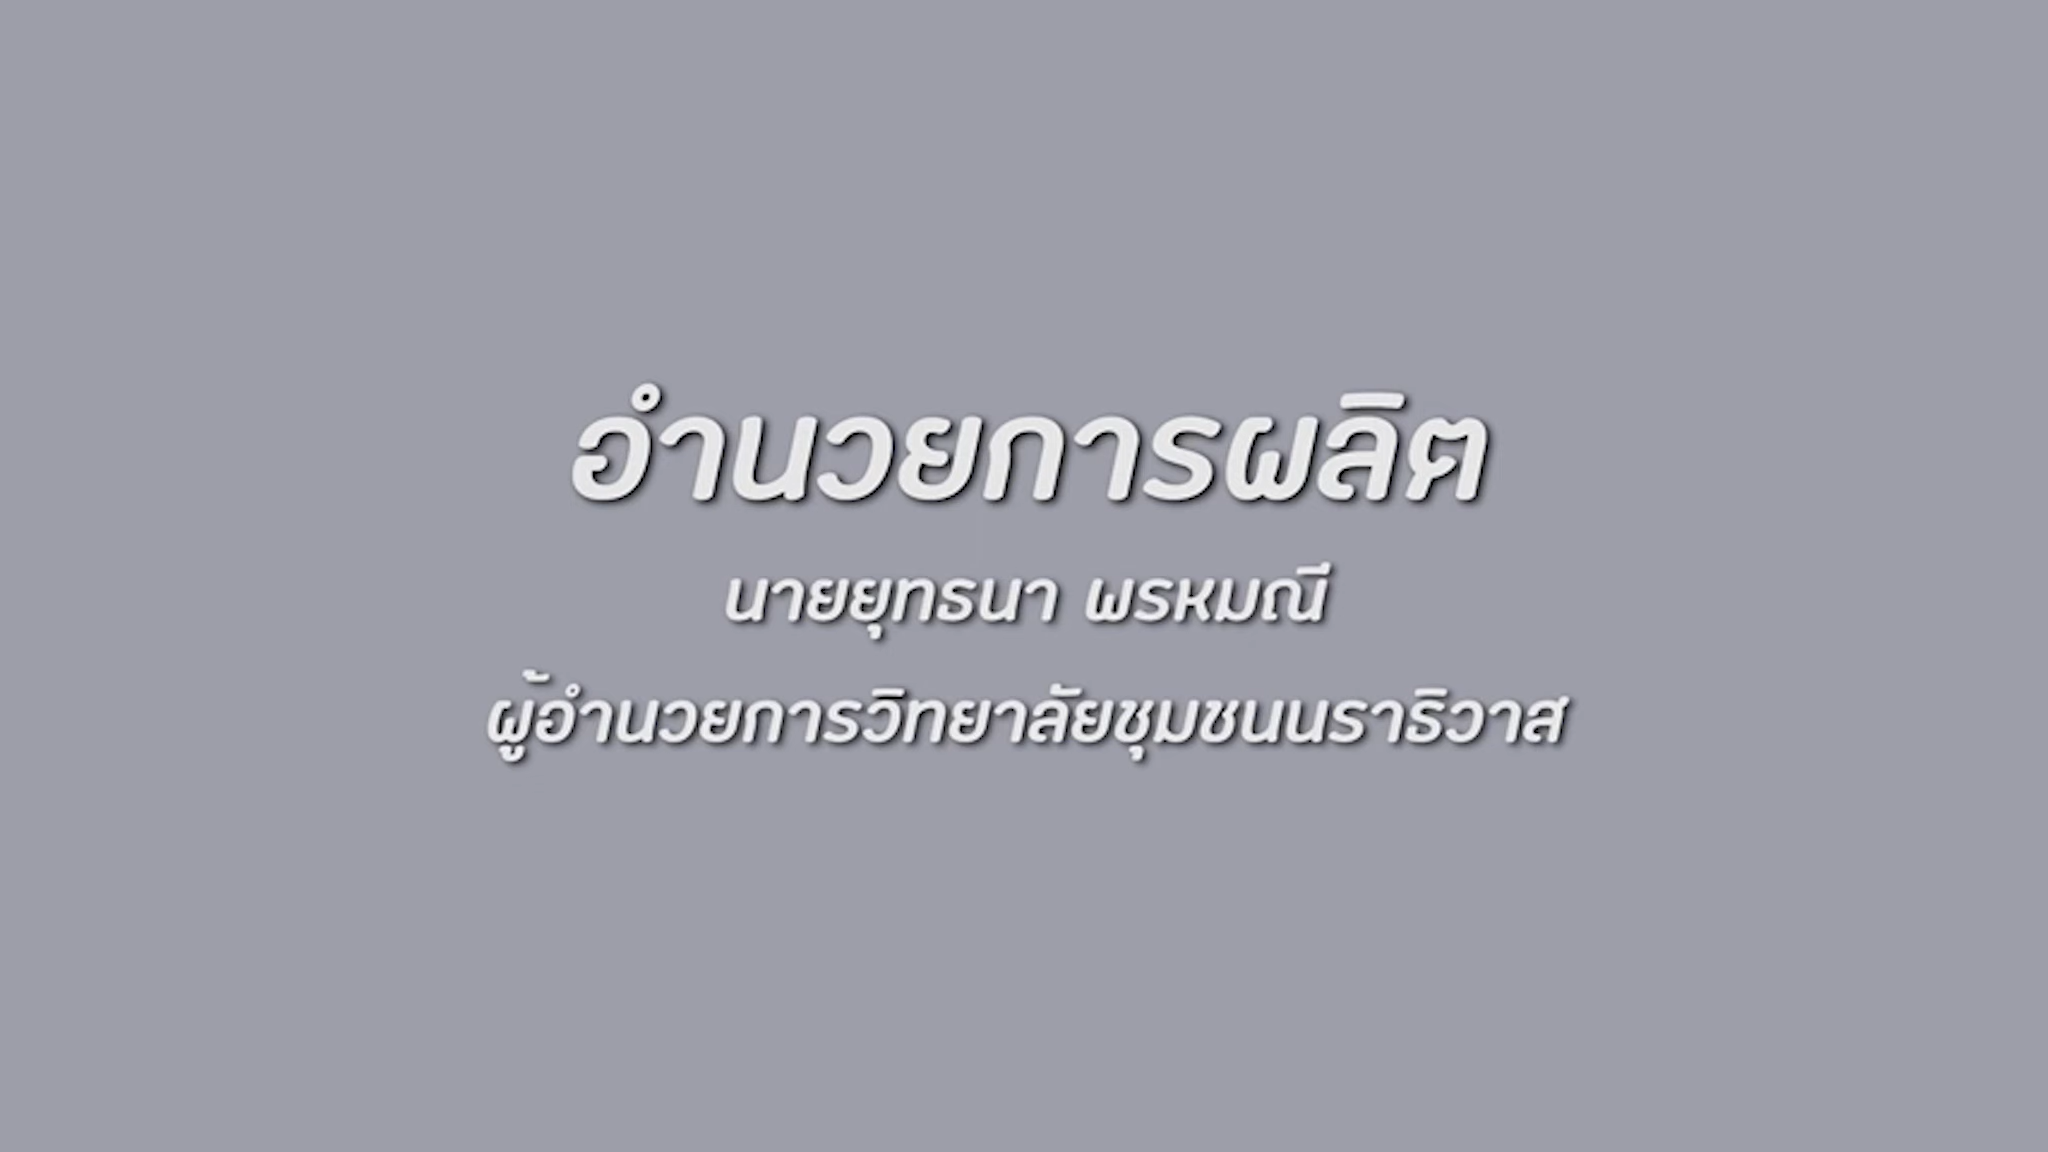 อำนวยการผลิต
นายยุทธนา พรหมณี
ผู้อำนวยการวิทยาลัยชุมชนนราธิวาส